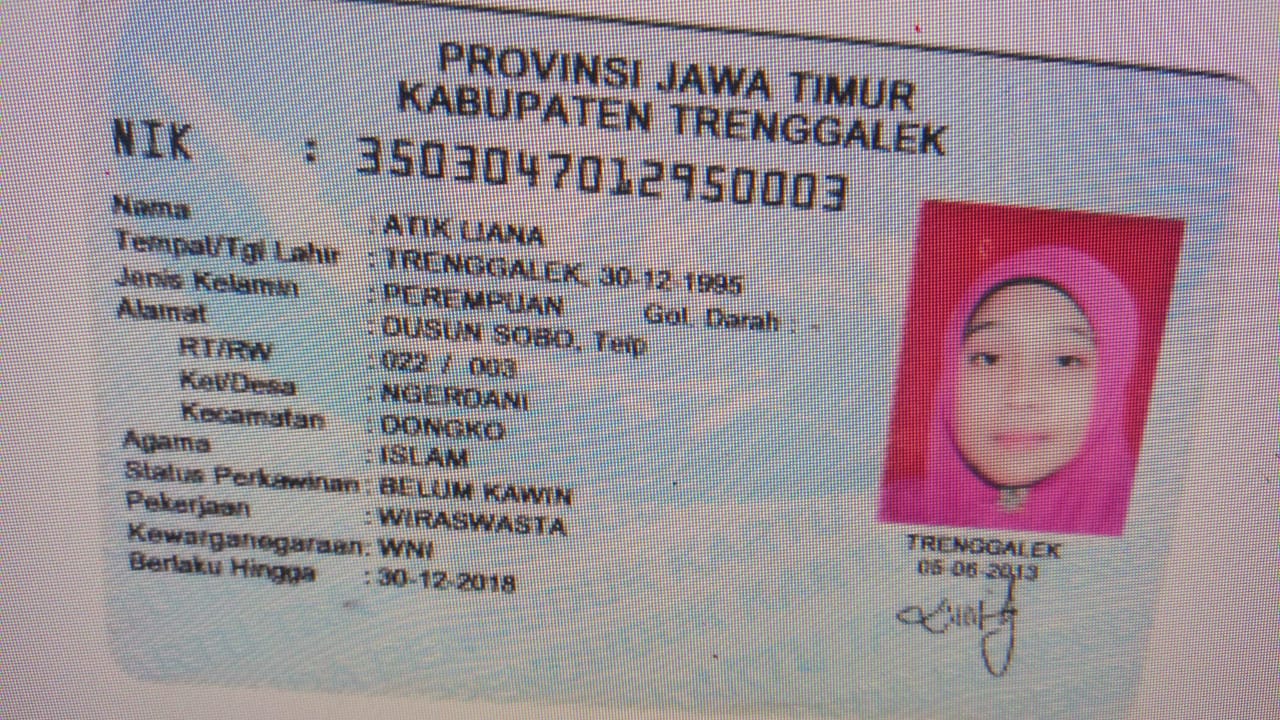 PROVINSI JAWA TIMUR
KABUPATEN TRENGGALEK
NIK : 3503047012950003
Nama : ATIK LIANA
Tempat/Tgl Lahir : TRENGGALEK, 30-12-1995
Jenis Kelamin : PEREMPUAN Gol. Darah : -
Alamat : DUSUN SOBO, Telp
RT/RW : 022 / 003
Kel/Desa : NGERDANI
Kecamatan : DONGKO
Agama : ISLAM
Status Perkawinan : BELUM KAWIN
Pekerjaan : WIRASWASTA
Kewarganegaraan : WNI
Berlaku Hingga : 30-12-2018
TRENGGALEK
05-06-2013